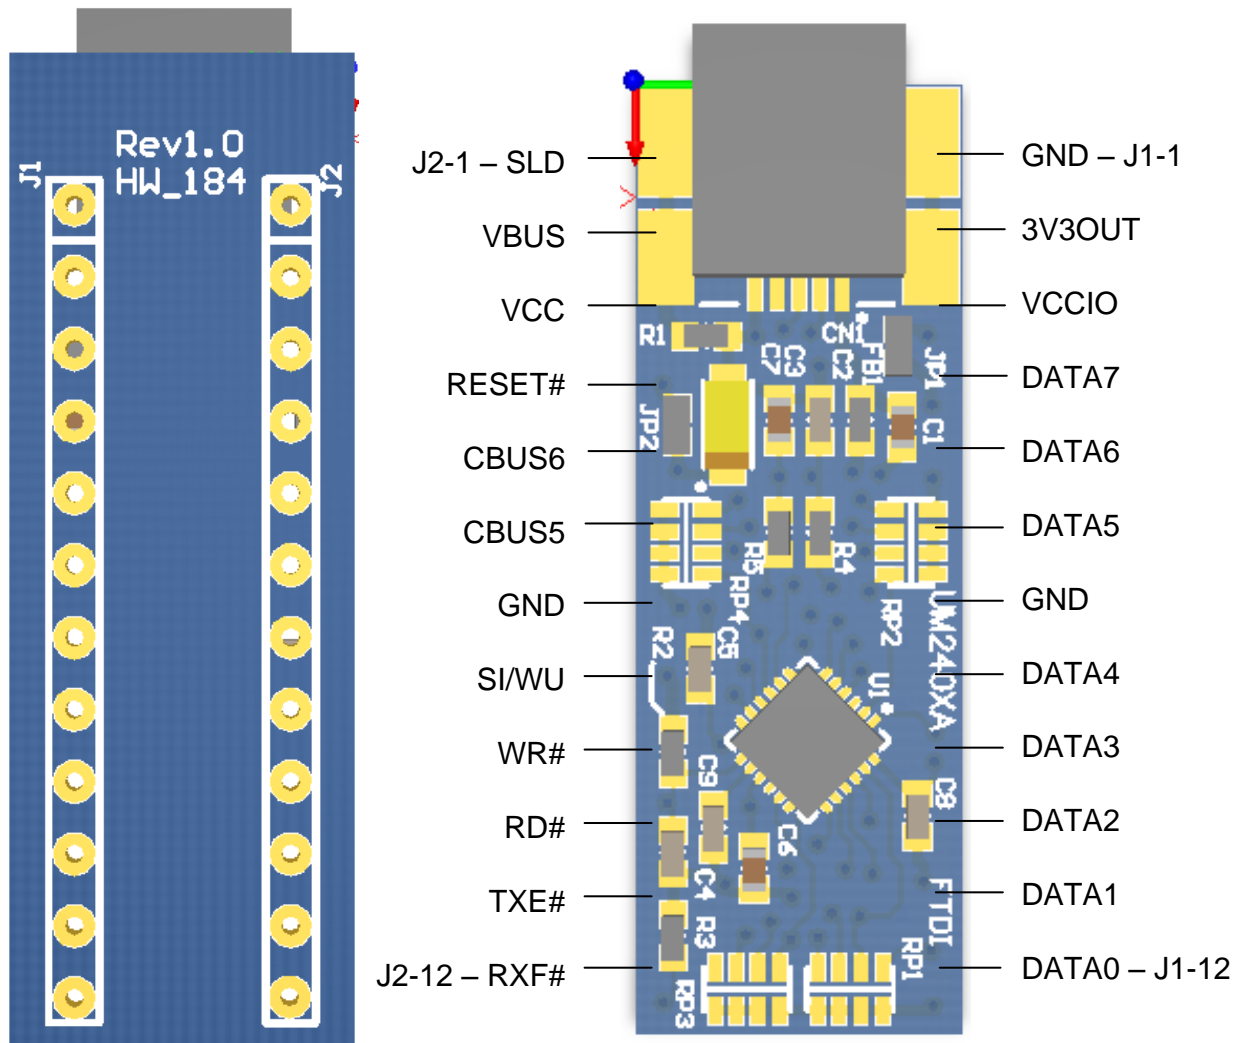 Rev1.0
HW_184
J1
J2
J2-1 – SLD
VBUS
VCC
RESET#
CBUS6
CBUS5
GND
SI/WU
WR#
RD#
TXE#
J2-12 – RXF#
GND – J1-1
3V3OUT
VCCIO
DATA7
DATA6
DATA5
GND
DATA4
DATA3
DATA2
DATA1
DATA0 – J1-12
R1
CN1
C7
C3
C2
FB1
JP1
JP2
C1
R5
R4
RP4
RP2
UM240XA
R2
C5
U1
C9
C8
C6
C4
R3
FTDI
RP1
RP3